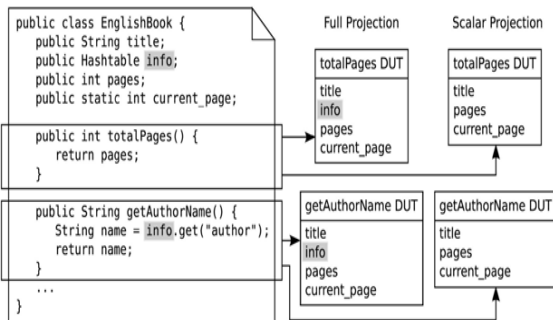 public class EnglishBook {
public String title;
public Hashtable info;
public int pages;
public static int current_page;
public int totalPages() {
return pages;
}
public String getAuthorName() {
String name = info.get("author");
return name;
}
...
}
Full Projection
Scalar Projection
totalPages DUT
title
info
pages
current_page
totalPages DUT
title
pages
current_page
getAuthorName DUT
title
info
pages
current_page
getAuthorName DUT
title
pages
current_page